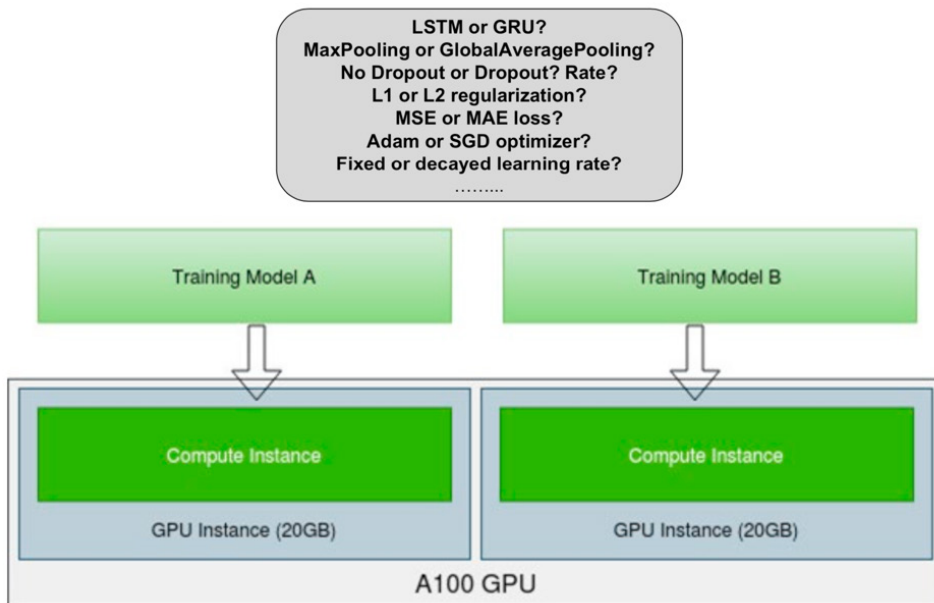 LSTM or GRU?
MaxPooling or GlobalAveragePooling?
No Dropout or Dropout? Rate?
L1 or L2 regularization?
MSE or MAE loss?
Adam or SGD optimizer?
Fixed or decayed learning rate?
……...
Training Model A
Training Model B
Compute Instance
Compute Instance
GPU Instance (20GB)
GPU Instance (20GB)
A100 GPU